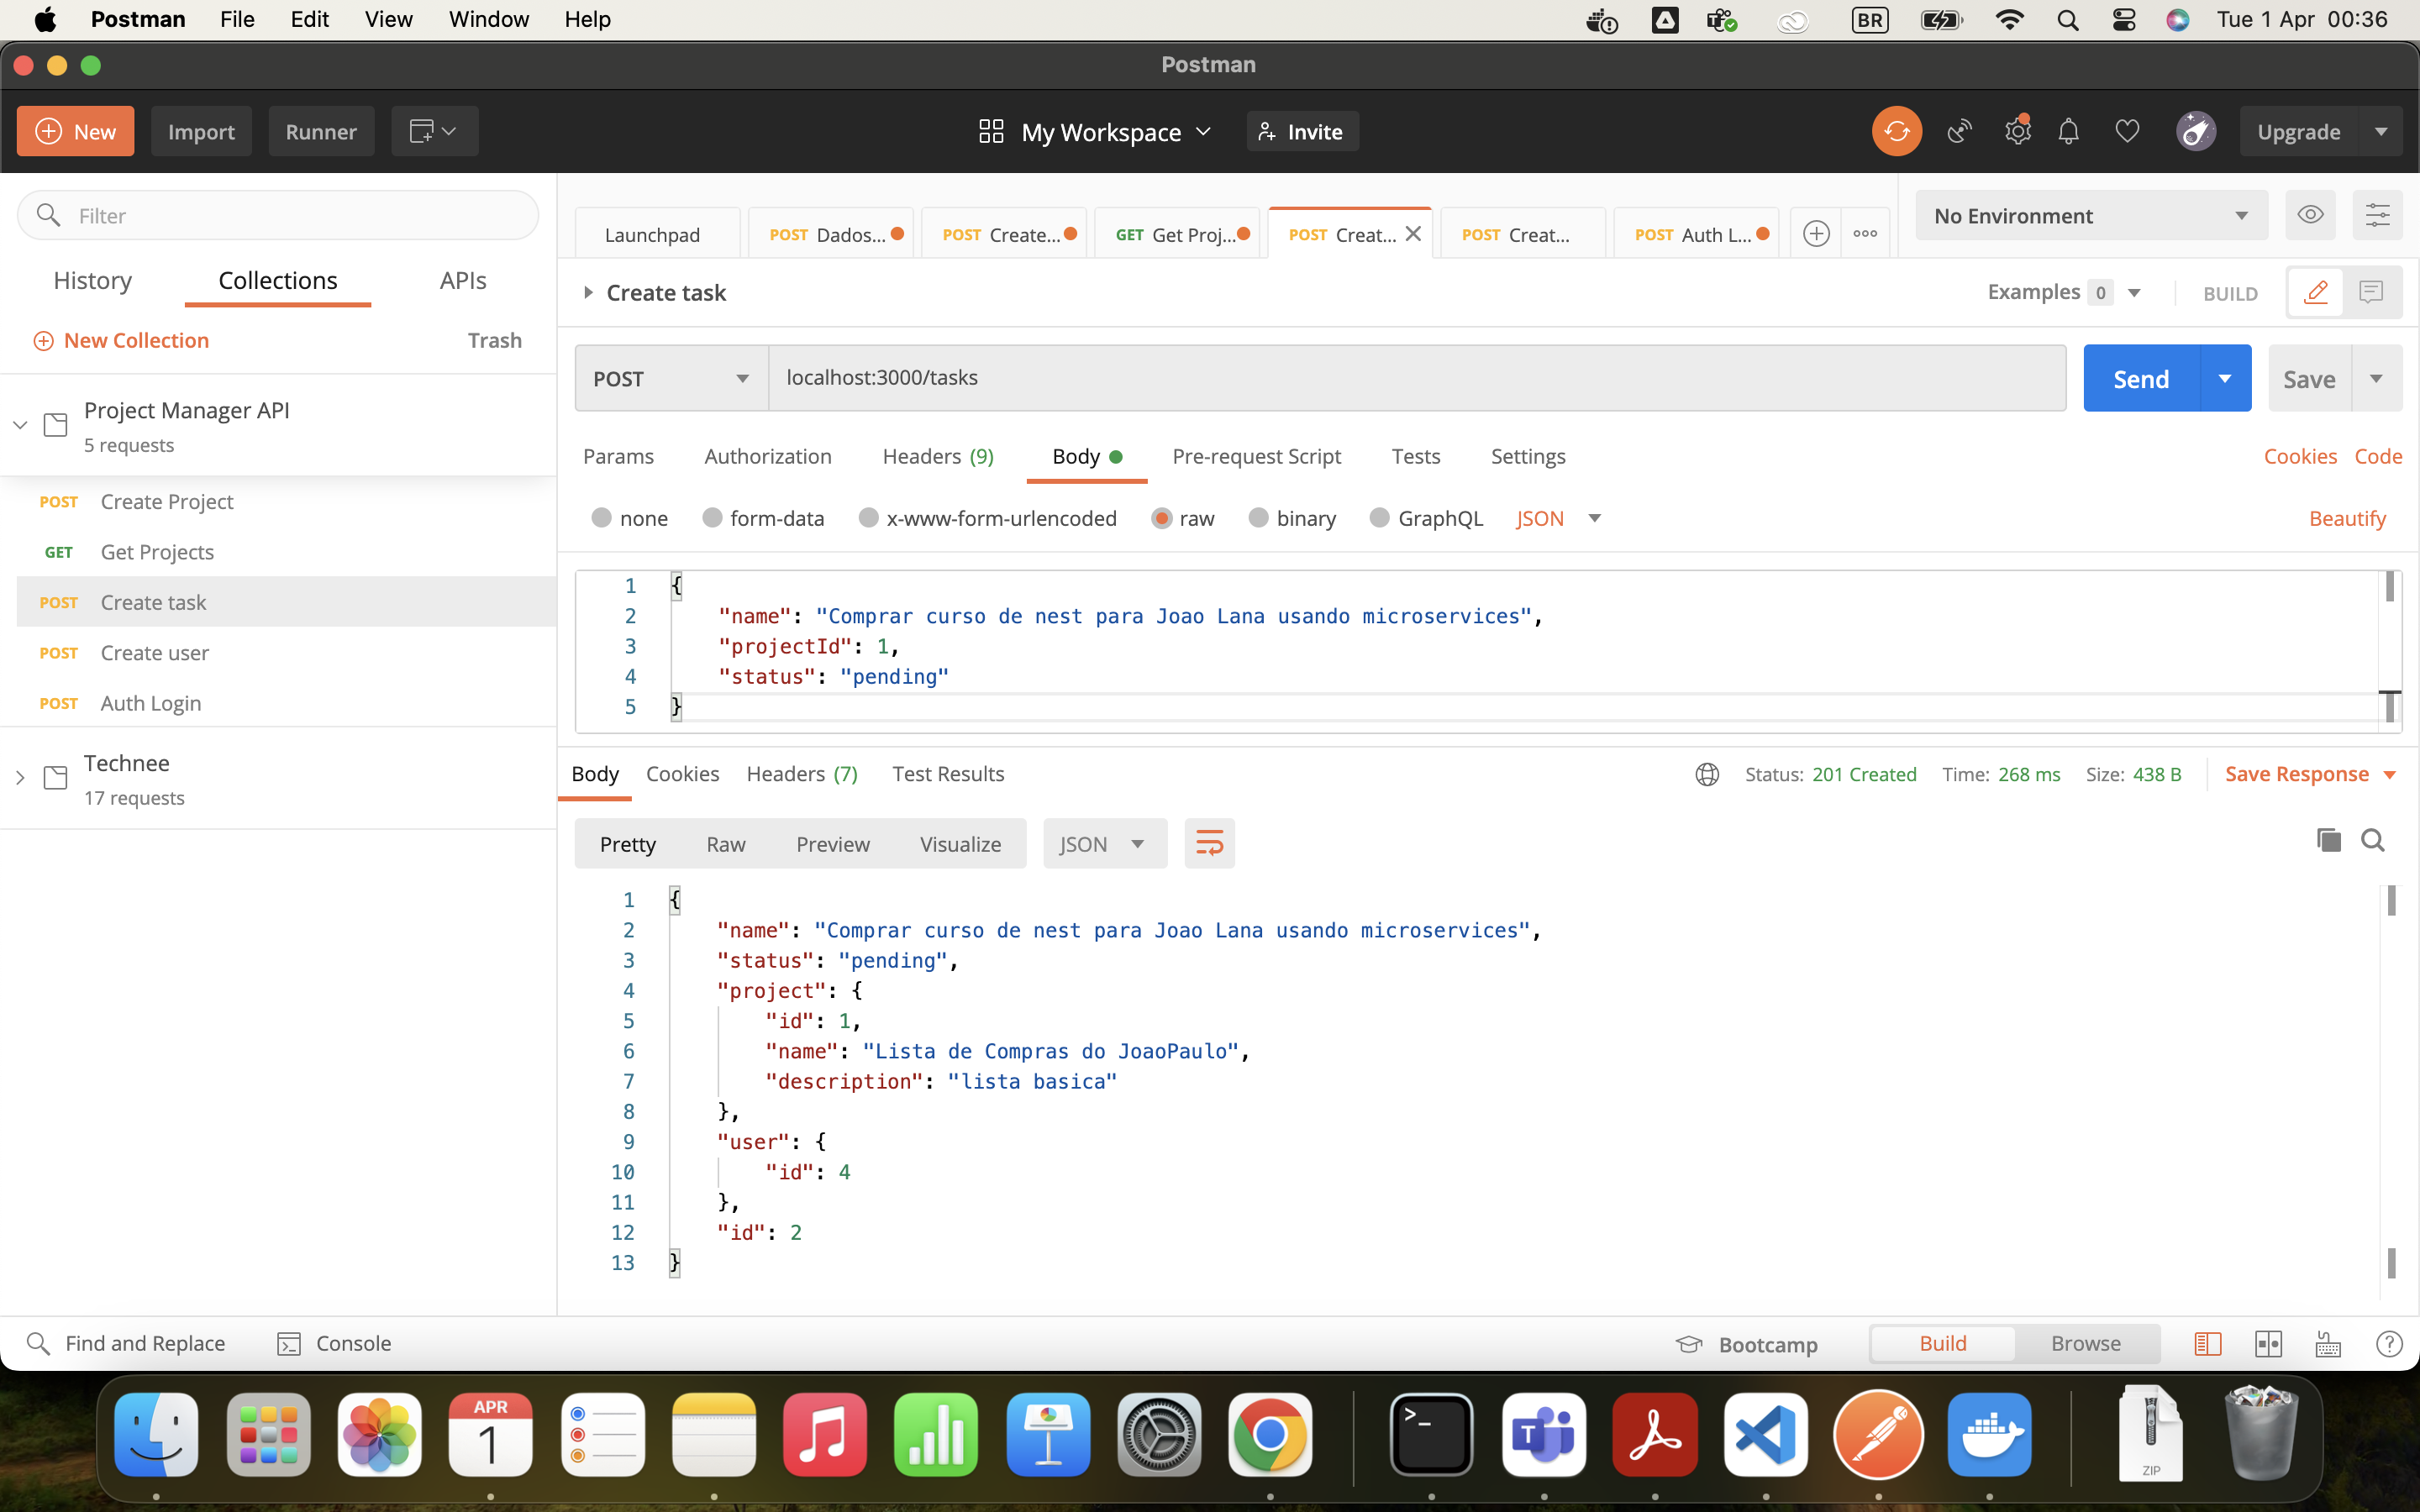 Postman File Edit View Window Help BR Tue 1 Apr 00:36
Postman
New Import Runner My Workspace Invite Upgrade
Filter
History Collections APIs
New Collection Trash
Project Manager API
5 requests
POST Create Project
GET Get Projects
POST Create task
POST Create user
POST Auth Login
Technee
17 requests
Launchpad POST Dados... POST Create... GET Get Proj... POST Creat... POST Creat... POST Auth L... No Environment
Create task Examples 0 BUILD
POST localhost:3000/tasks Send Save
Params Authorization Headers (9) Body Pre-request Script Tests Settings Cookies Code
none form-data x-www-form-urlencoded raw binary GraphQL JSON Beautify
1 {
2 "name": "Comprar curso de nest para Joao Lana usando microservices",
3 "projectId": 1,
4 "status": "pending"
5 }
Body Cookies Headers (7) Test Results Status: 201 Created Time: 268 ms Size: 438 B Save Response
Pretty Raw Preview Visualize JSON
1 {
2 "name": "Comprar curso de nest para Joao Lana usando microservices",
3 "status": "pending",
4 "project": {
5 "id": 1,
6 "name": "Lista de Compras do JoaoPaulo",
7 "description": "lista basica"
8 },
9 "user": {
10 "id": 4
11 },
12 "id": 2
13 }
Find and Replace Console Bootcamp Build Browse
APR
1
ZIP